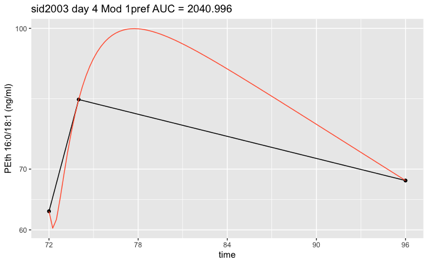 sid2003 day 4 Mod 1pref AUC = 2040.996
PEth 16:0/18:1 (ng/ml)
100
70
60
72 78 84 90 96
time